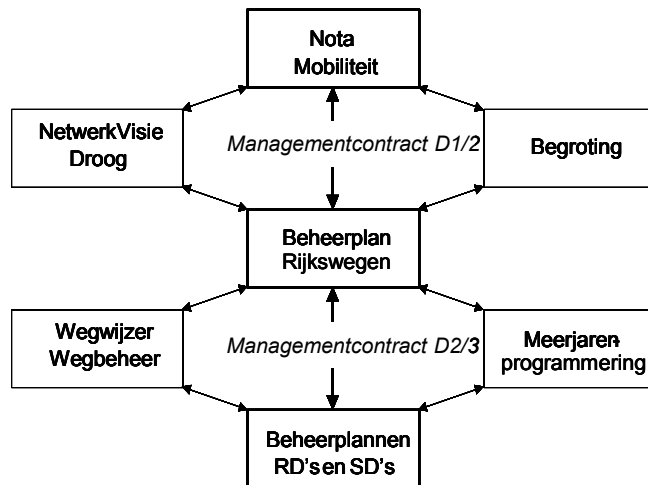 Nota
Mobiliteit
NetwerkVisie
Droog
Managementcontract D1/2
Begroting
Beheerplan
Rijkswegen
Wegwijzer
Wegbeheer
Managementcontract D2/3
Meerjaren-
programmering
Beheerplannen
RD's en SD's